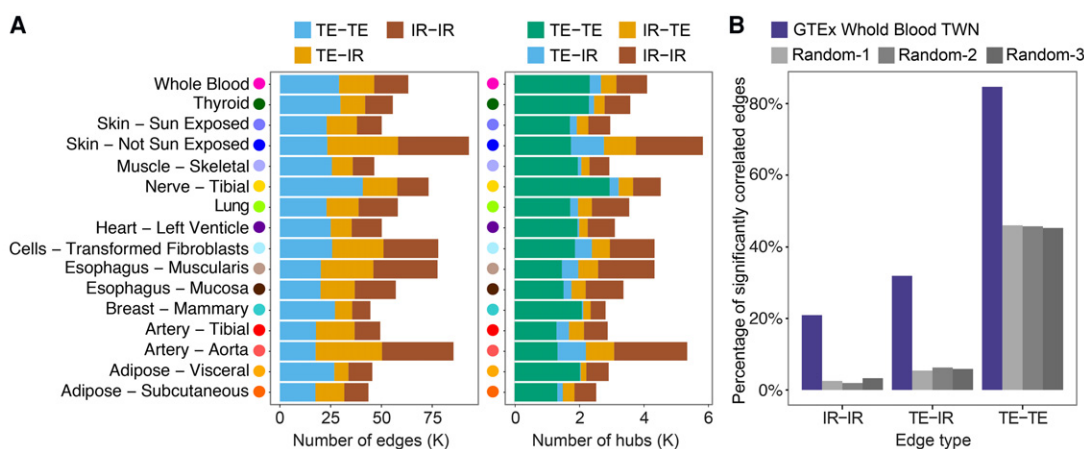 A
TE–TE IR–IR
TE–IR
TE–TE IR–TE
TE–IR IR–IR
Whole Blood
Thyroid
Skin – Sun Exposed
Skin – Not Sun Exposed
Muscle – Skeletal
Nerve – Tibial
Lung
Heart – Left Venticle
Cells – Transformed Fibroblasts
Esophagus – Muscularis
Esophagus – Mucosa
Breast – Mammary
Artery – Tibial
Artery – Aorta
Adipose – Visceral
Adipose – Subcutaneous
0 25 50 75
Number of edges (K)
0 2 4 6
Number of hubs (K)
B
GTEx Whold Blood TWN
Random-1 Random-2 Random-3
Percentage of significantly correlated edges
80%
60%
40%
20%
0%
IR–IR TE–IR TE–TE
Edge type